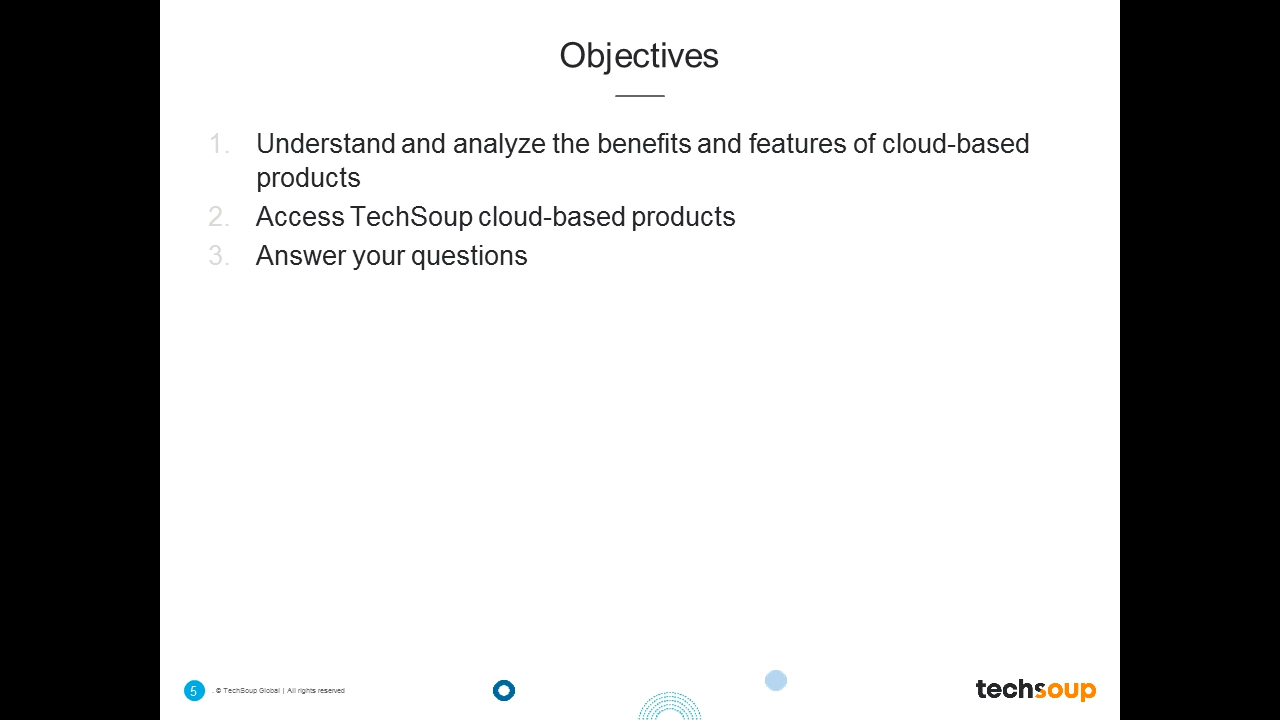 Objectives
1. Understand and analyze the benefits and features of cloud-based
products
2. Access TechSoup cloud-based products
3. Answer your questions
5 . © TechSoup Global | All rights reserved
techsoup